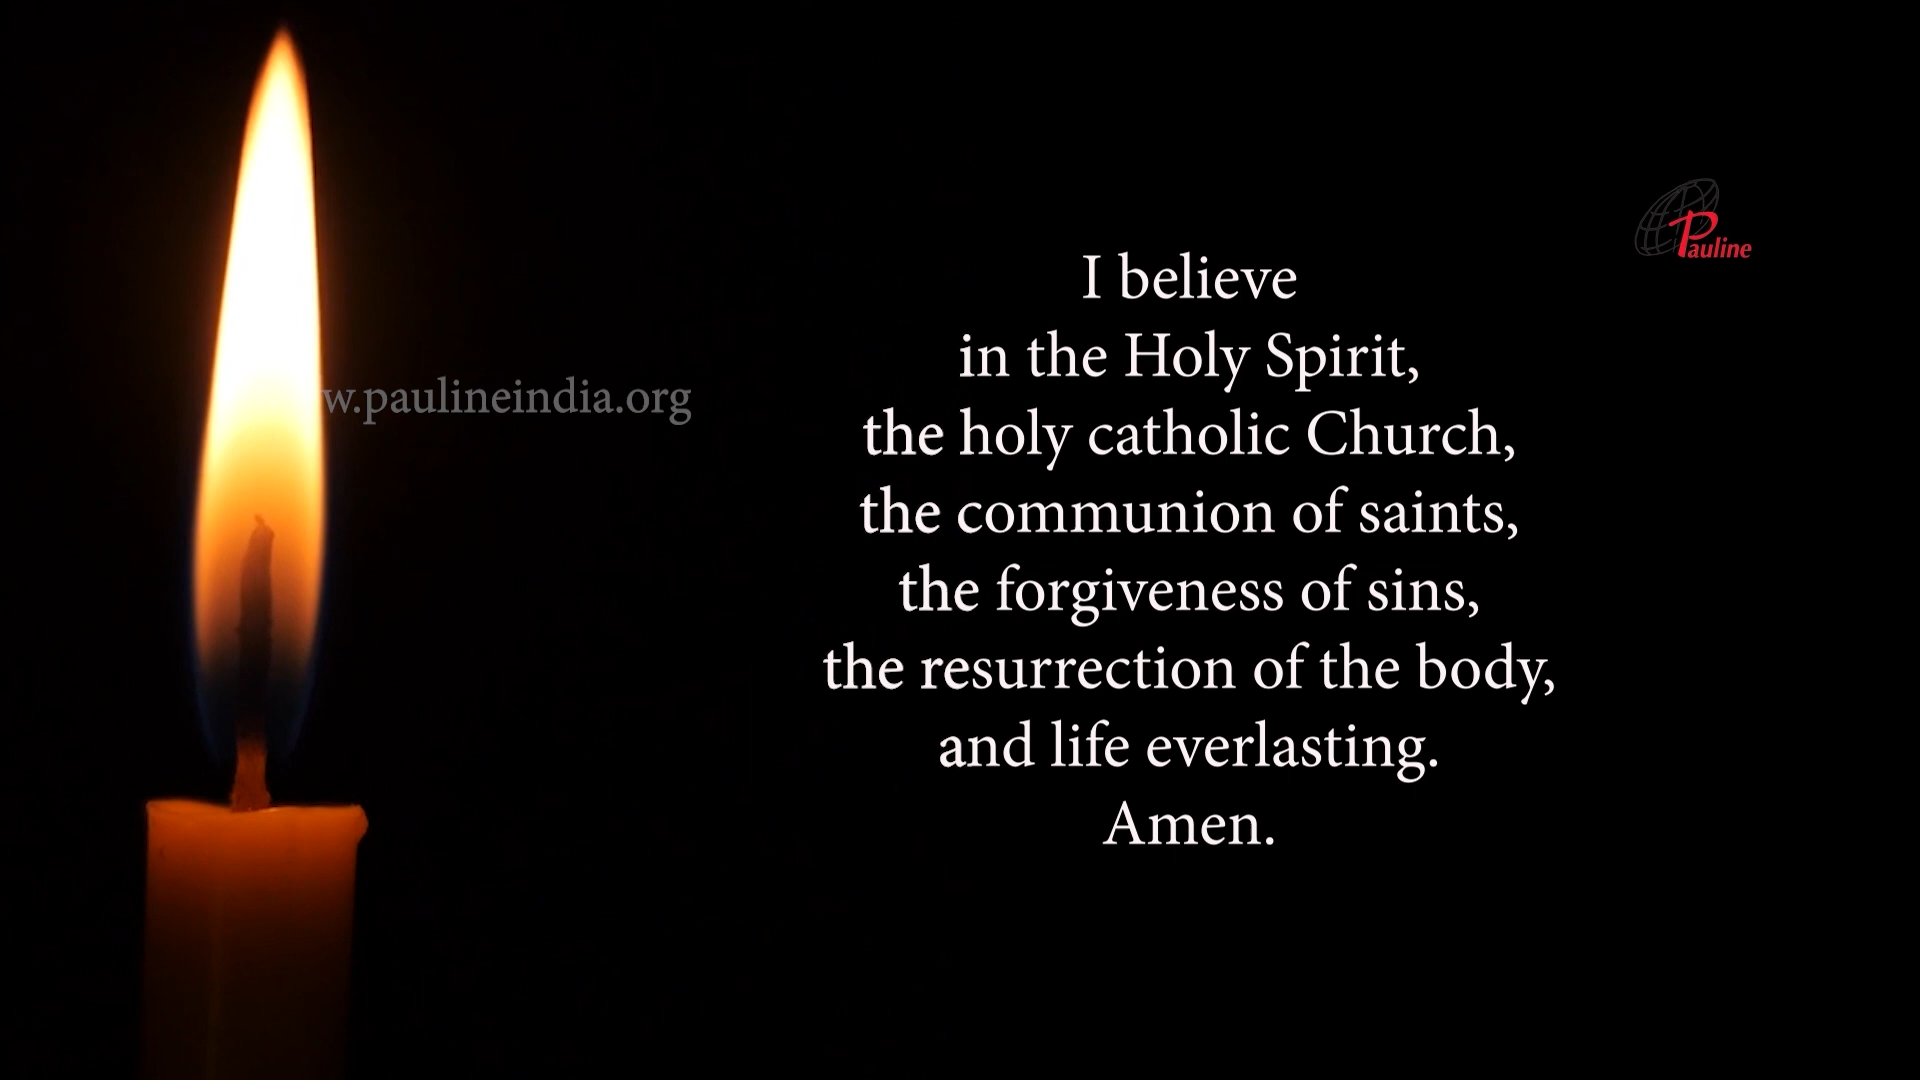 Pauline
I believe
in the Holy Spirit,
w.paulineindia.org
the holy catholic Church,
the communion of saints,
the forgiveness of sins,
the resurrection of the body,
and life everlasting.
Amen.